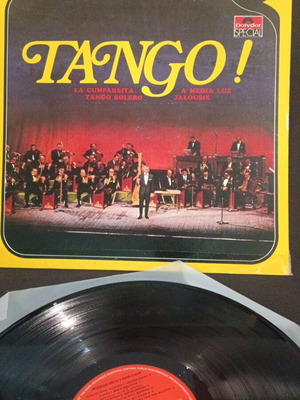 Polydor
SPECIAL
TANGO!
LA CUMPARSITA A MEDIA LUZ
TANGO BOLERO JALOUSIE